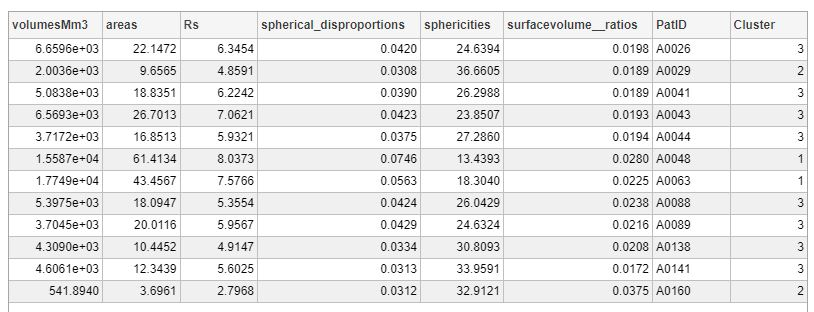 volumesMm3 areas Rs spherical_disproportions sphericities surfacevolume__ratios PatID Cluster
6.6596e+03 22.1472 6.3454 0.0420 24.6394 0.0198 A0026 3
2.0036e+03 9.6565 4.8591 0.0308 36.6605 0.0189 A0029 2
5.0838e+03 18.8351 6.2242 0.0390 26.2988 0.0189 A0041 3
6.5693e+03 26.7013 7.0621 0.0423 23.8507 0.0193 A0043 3
3.7172e+03 16.8513 5.9321 0.0375 27.2860 0.0194 A0044 3
1.5587e+04 61.4134 8.0373 0.0746 13.4393 0.0280 A0048 1
1.7749e+04 43.4567 7.5766 0.0563 18.3040 0.0225 A0063 1
5.3975e+03 18.0947 5.3554 0.0424 26.0429 0.0238 A0088 3
3.7045e+03 20.0116 5.9567 0.0429 24.6324 0.0216 A0089 3
4.3090e+03 10.4452 4.9147 0.0334 30.8093 0.0208 A0138 3
4.6061e+03 12.3439 5.6025 0.0313 33.9591 0.0172 A0141 3
541.8940 3.6961 2.7968 0.0312 32.9121 0.0375 A0160 2